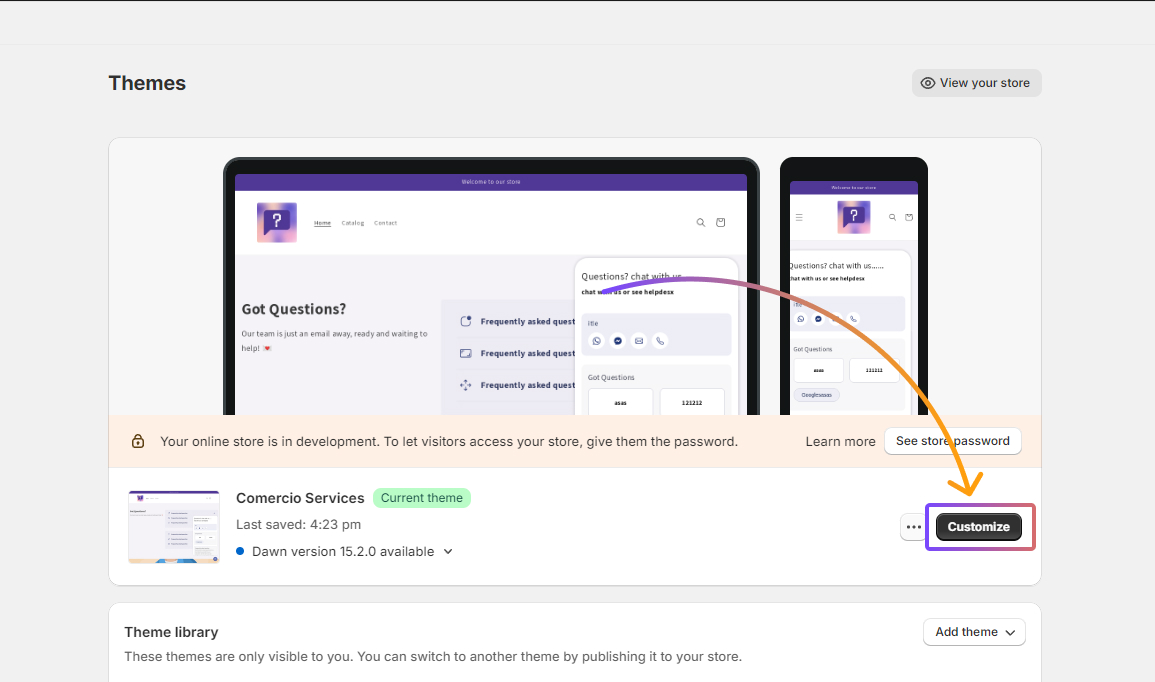 Themes
View your store
Welcome to our store
Home Catalog Contact
Got Questions?
Our team is just an email away, ready and waiting to
help! 💌
Frequently asked quest
Frequently asked quest
Frequently asked quest
Questions? chat with us......
chat with us or see helpdesx
Got Questions
asas 121212
Welcome to our store
Questions? chat with us......
chat with us or see helpdesx
Got Questions
asas 121212
Googleasaas
Your online store is in development. To let visitors access your store, give them the password.
Learn more
See store password
Comercio Services
Current theme
Last saved: 4:23 pm
Dawn version 15.2.0 available
Customize
Theme library
Add theme
These themes are only visible to you. You can switch to another theme by publishing it to your store.